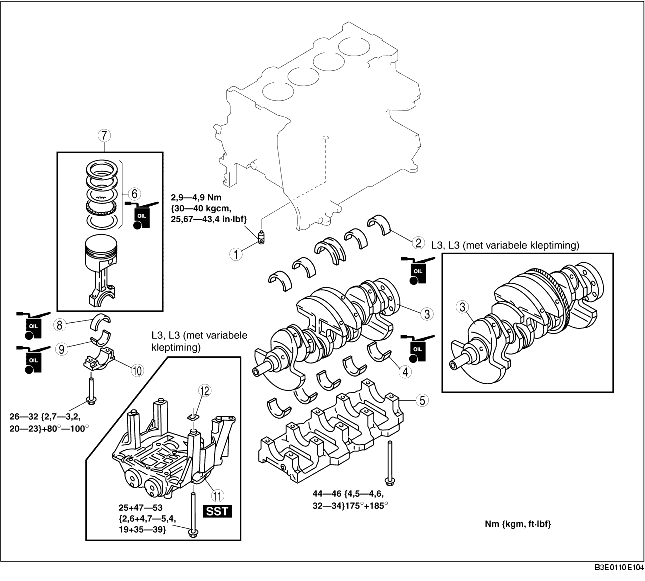 7
6
OIL
2,9—4,9 Nm
{30—40 kgcm,
25,67—43,4 in·lbf}
1
2
L3, L3 (met variabele kleptiming)
OIL
3
3
8
OIL
9
OIL
10
OIL
4
L3, L3 (met variabele
kleptiming)
12
5
26—32 {2,7—3,2,
20—23}+80°—100°
11
25+47—53
{2,6+4,7—5,4,
19+35—39}
SST
44—46 {4,5—4,6,
32—34}175°+185°
Nm {kgm, ft·lbf}
B3E0110E104